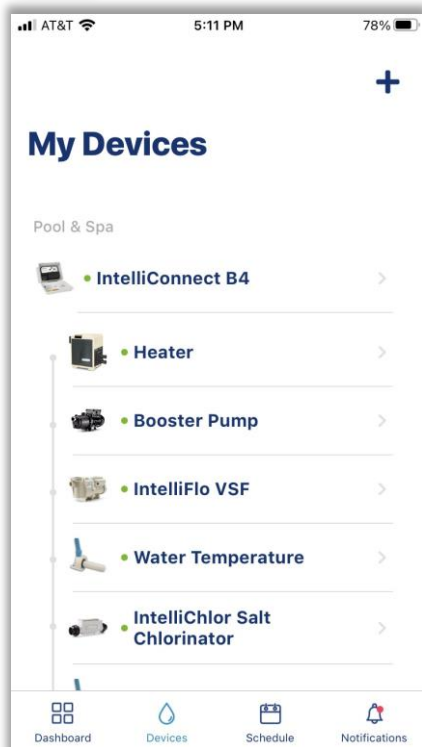 AT&T 5:11 PM 78%
+
My Devices
Pool & Spa
IntelliConnect B4
Heater
Booster Pump
IntelliFlo VSF
Water Temperature
IntelliChlor Salt
Chlorinator
Dashboard Devices Schedule Notifications